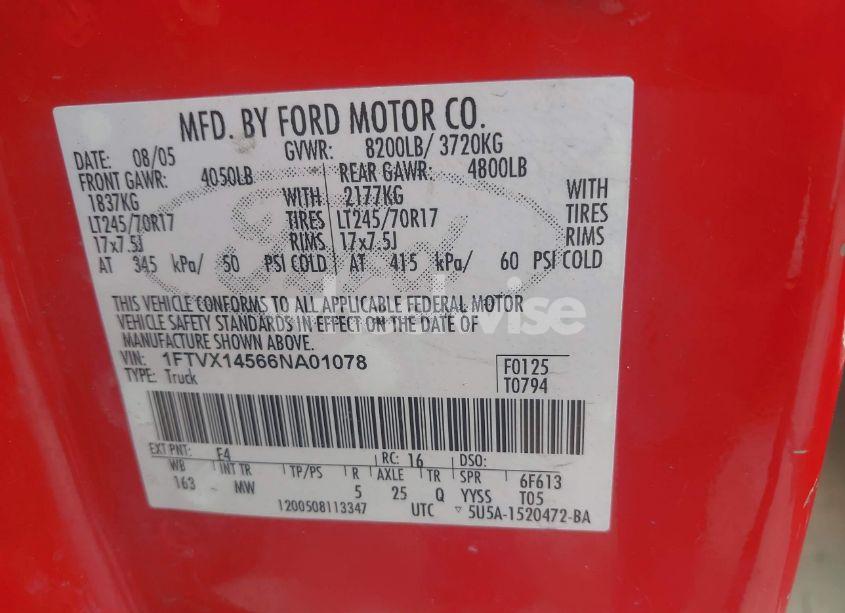 MFD. BY FORD MOTOR CO.
DATE: 08/05 GVWR: 8200LB/ 3720KG
FRONT GAWR: 4050LB REAR GAWR: 4800LB
1837KG WITH 2177KG WITH
LT245/70R17 TIRES LT245/70R17 TIRES
17x7.5J RIMS 17x7.5J RIMS
AT 345 kPa/ 50 PSI COLD AT 415 kPa/ 60 PSI COLD
THIS VEHICLE CONFORMS TO ALL APPLICABLE FEDERAL MOTOR
VEHICLE SAFETY STANDARDS IN EFFECT ON THE DATE OF
MANUFACTURE SHOWN ABOVE.
VIN: 1FTVX14566NA01078 F0125
TYPE: Truck T0794
EXT PNT: E4 RC: 16 DSO:
WB INT TR TP/PS R AXLE TR SPR 6F613
163 MW 5 25 Q YYSS T05
1200508113347 UTC 5U5A-1520472-BA